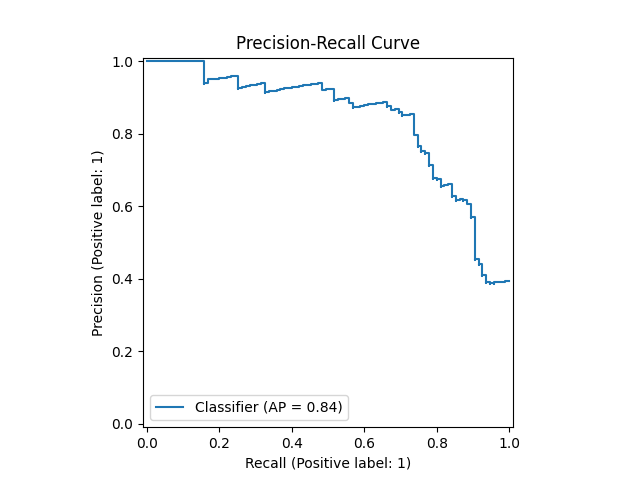 Precision-Recall Curve
1.0
0.8
0.6
0.4
0.2
0.0
Precision (Positive label: 1)
Classifier (AP = 0.84)
0.0 0.2 0.4 0.6 0.8 1.0
Recall (Positive label: 1)